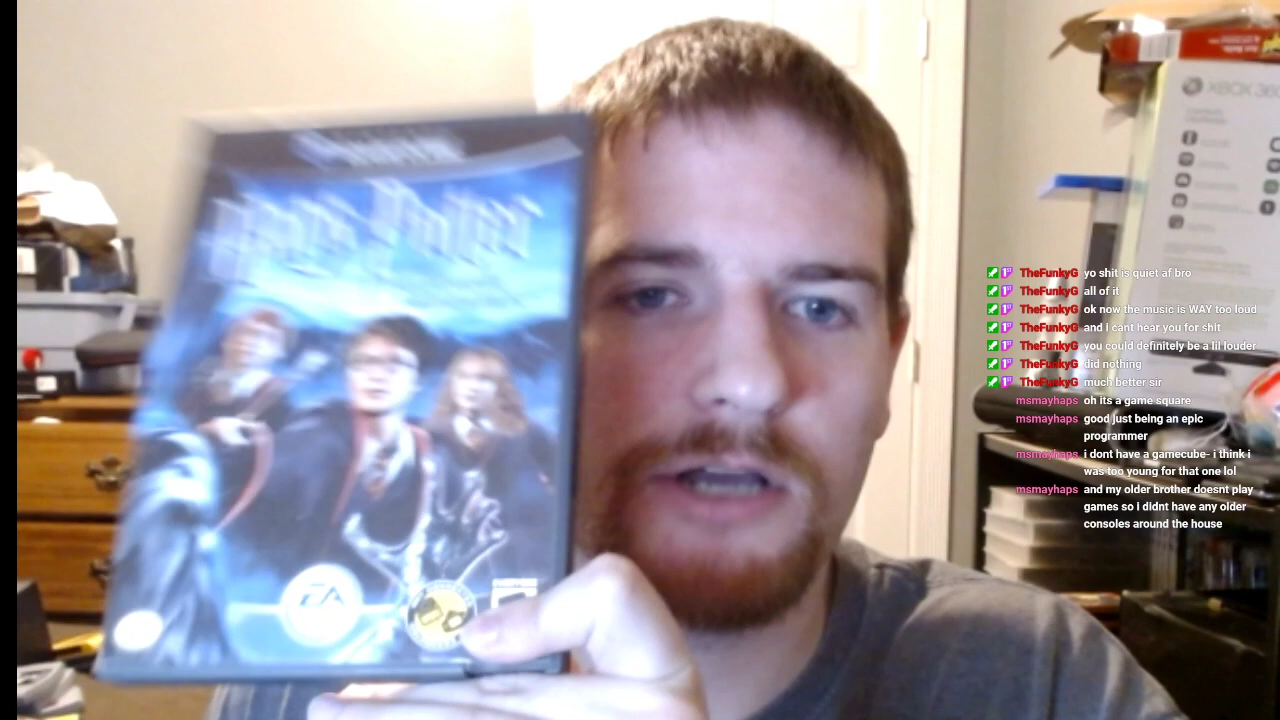 Harry Potter
EA
XBOX 360
TheFunkyG yo shit is quiet af bro
TheFunkyG all of it
TheFunkyG ok now the music is WAY too loud
TheFunkyG and i cant hear you for shit
TheFunkyG you could definitely be a lil louder
TheFunkyG did nothing
TheFunkyG much better sir
msmayhaps oh its a game square
msmayhaps good just being an epic
programmer
msmayhaps i dont have a gamecube- i think i
was too young for that one lol
msmayhaps and my older brother doesnt play
games so i didnt have any older
consoles around the house